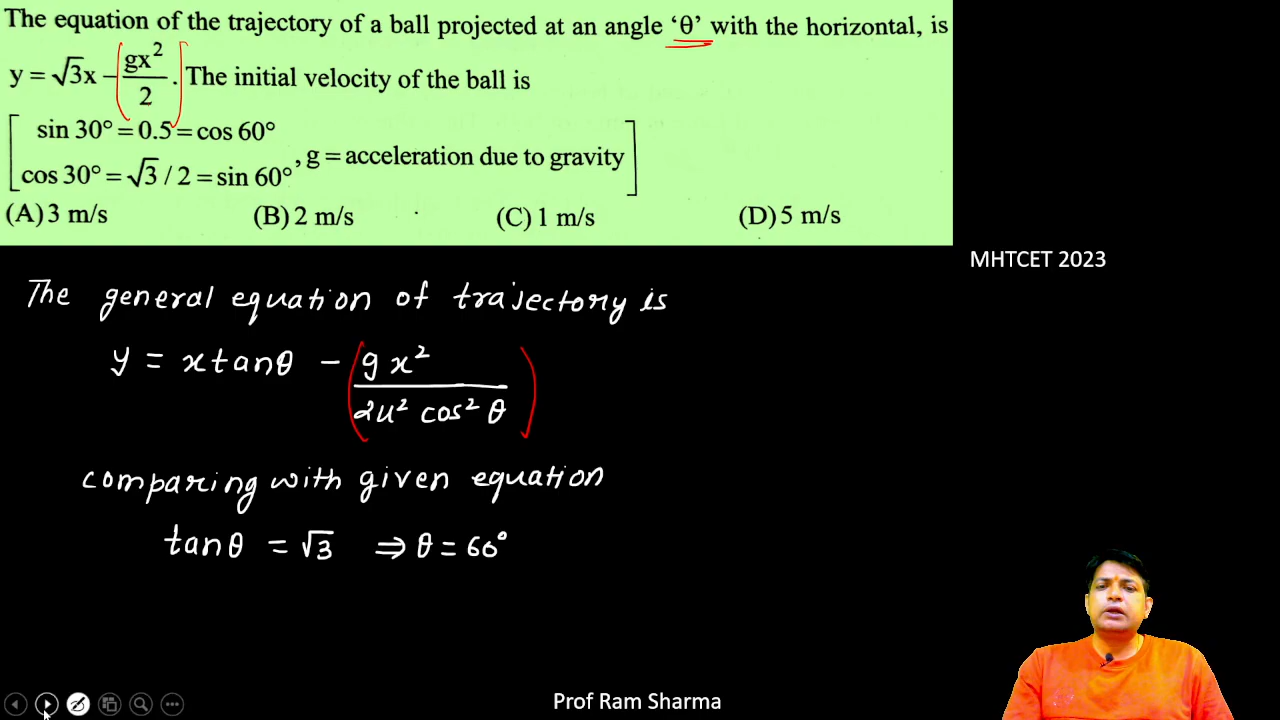 The equation of the trajectory of a ball projected at an angle ‘θ’ with the horizontal, is
y = √3x − gx²/2 . The initial velocity of the ball is
[ sin 30° = 0.5 = cos 60°
cos 30° = √3 / 2 = sin 60° , g = acceleration due to gravity ]
(A) 3 m/s (B) 2 m/s (C) 1 m/s (D) 5 m/s
MHTCET 2023
The general equation of trajectory is
y = x tanθ − ( gx² / 2u² cos² θ )
comparing with given equation
tanθ = √3 ⇒ θ = 60°
Prof Ram Sharma